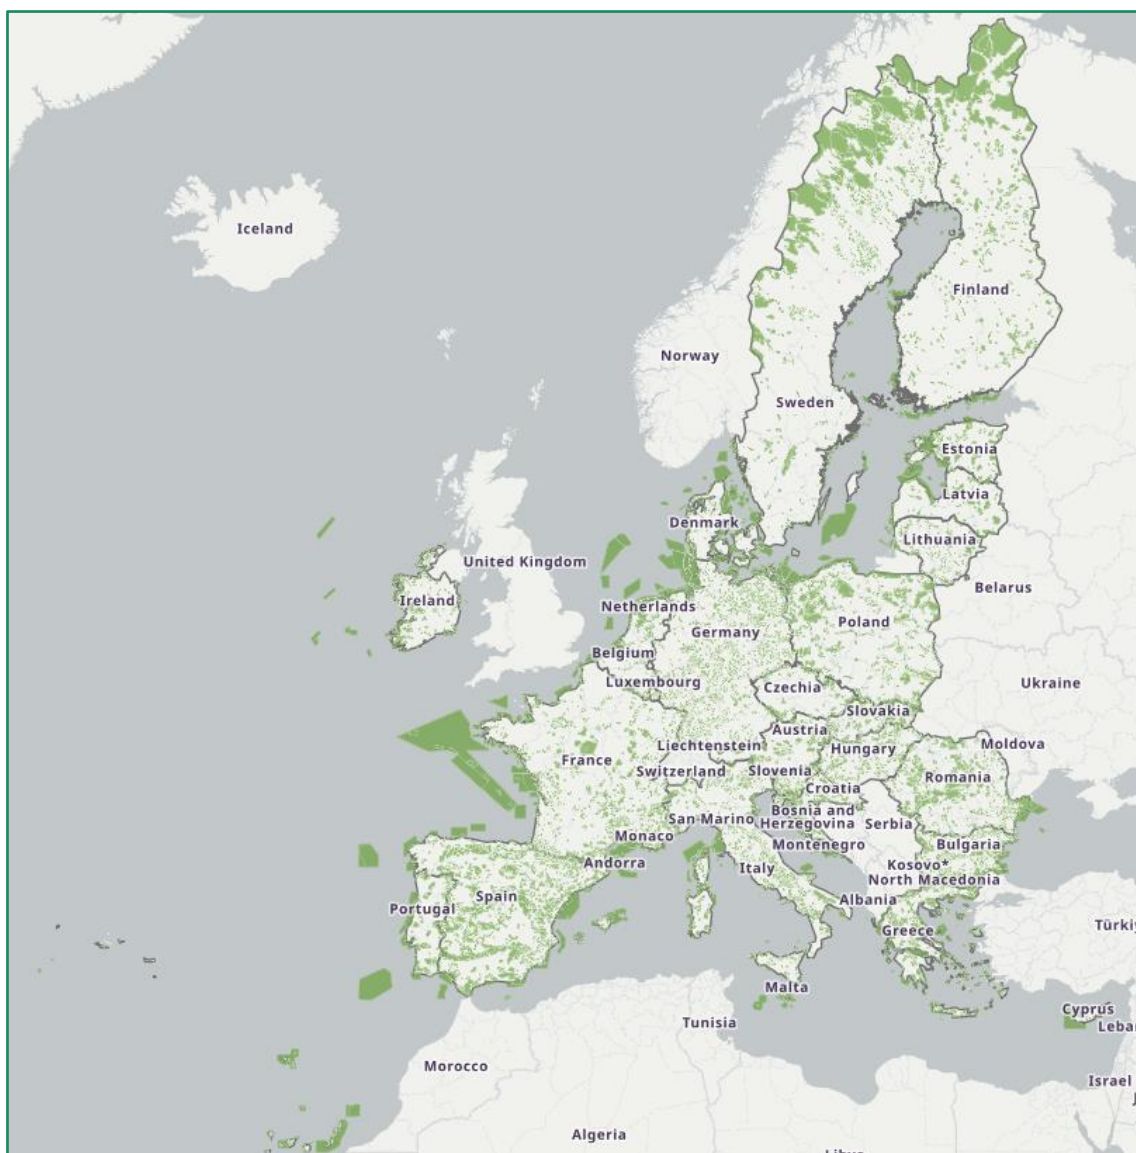 Iceland
Finland
Norway
Sweden
Estonia
Latvia
Denmark
Lithuania
United Kingdom
Belarus
Ireland
Netherlands
Poland
Germany
Belgium
Luxembourg
Czechia
Ukraine
Slovakia
Austria
Liechtenstein
Hungary
Moldova
France
Switzerland
Slovenia
Romania
Croatia
Bosnia and
Herzegovina
San Marino
Serbia
Monaco
Montenegro
Bulgaria
Andorra
Italy
Kosovo*
North Macedonia
Spain
Albania
Portugal
Greece
Türkiy
Malta
Cyprus
Tunisia
Leba
Morocco
Israel
J
Algeria